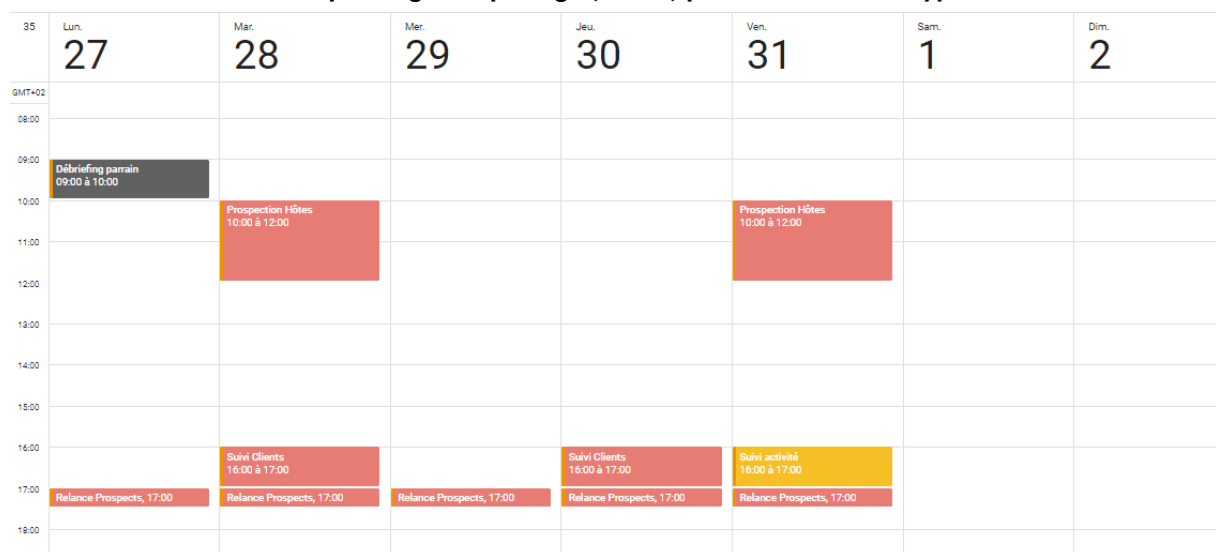 35
Lun.
Mar.
Mer.
Jeu.
Ven.
Sam.
Dim.
27
28
29
30
31
1
2
GMT+02
08:00
09:00
Débriefing parrain
09:00 à 10:00
10:00
Prospection Hôtes
10:00 à 12:00
Prospection Hôtes
10:00 à 12:00
11:00
12:00
13:00
14:00
15:00
16:00
Suivi Clients
16:00 à 17:00
Suivi Clients
16:00 à 17:00
Suivi activité
16:00 à 17:00
17:00
Relance Prospects, 17:00
Relance Prospects, 17:00
Relance Prospects, 17:00
Relance Prospects, 17:00
Relance Prospects, 17:00
18:00